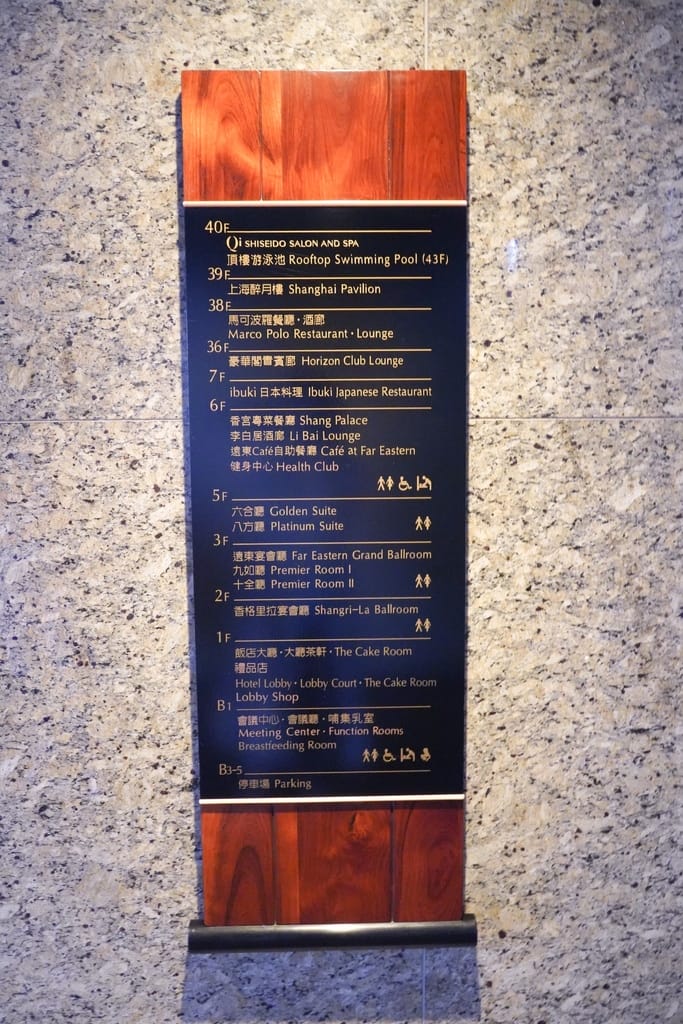 40F
Qi SHISEIDO SALON AND SPA
頂樓游泳池 Rooftop Swimming Pool (43F)
39F
上海醉月樓 Shanghai Pavilion
38F
馬可波羅餐廳·酒廊
Marco Polo Restaurant·Lounge
36F
豪華閣貴賓廊 Horizon Club Lounge
7F
ibuki 日本料理 Ibuki Japanese Restaurant
6F
香宮粵菜餐廳 Shang Palace
李白居酒廊 Li Bai Lounge
遠東Café自助餐廳 Café at Far Eastern
健身中心 Health Club
5F
六合廳 Golden Suite
八方廳 Platinum Suite
3F
遠東宴會廳 Far Eastern Grand Ballroom
九如廳 Premier Room I
十全廳 Premier Room II
2F
香格里拉宴會廳 Shangri-La Ballroom
1F
飯店大廳·大廳茶軒·The Cake Room
禮品店
Hotel Lobby·Lobby Court·The Cake Room
Lobby Shop
B1
會議中心·會議廳·哺集乳室
Meeting Center·Function Rooms
Breastfeeding Room
B3-5
停車場 Parking